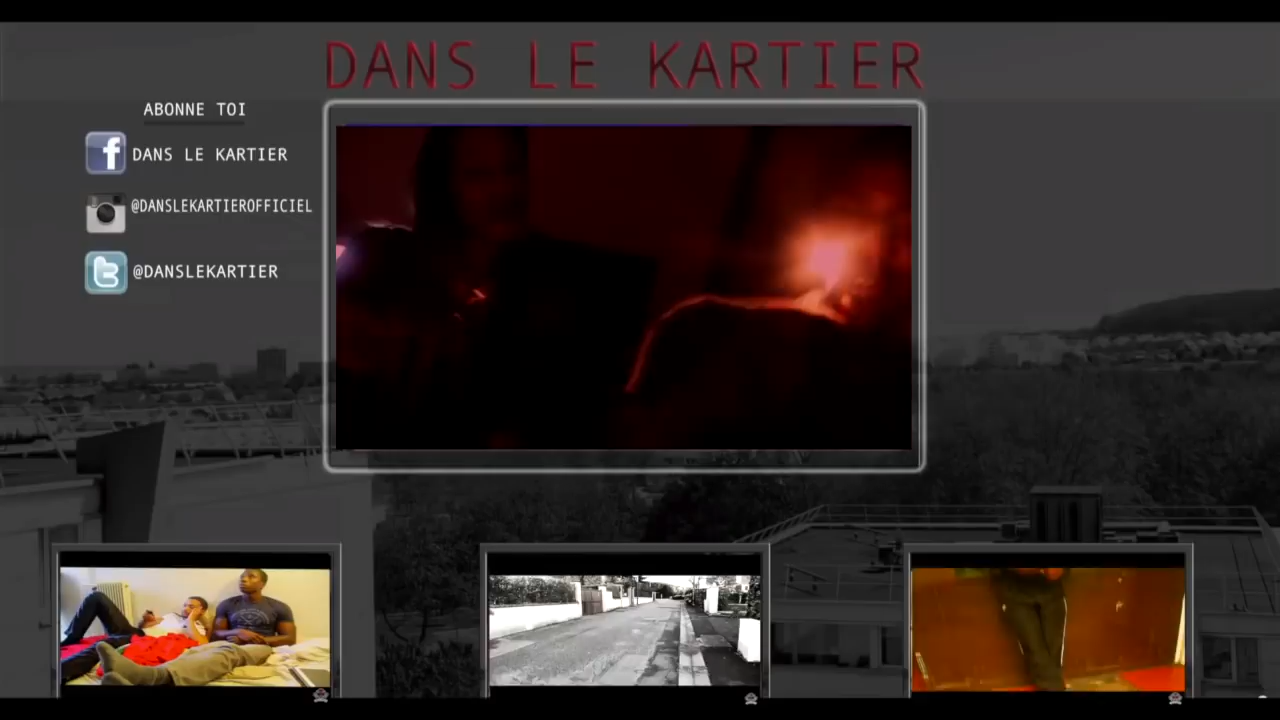 DANS LE KARTIER
ABONNE TOI
DANS LE KARTIER
@DANSLEKARTIEROFFICIEL
@DANSLEKARTIER